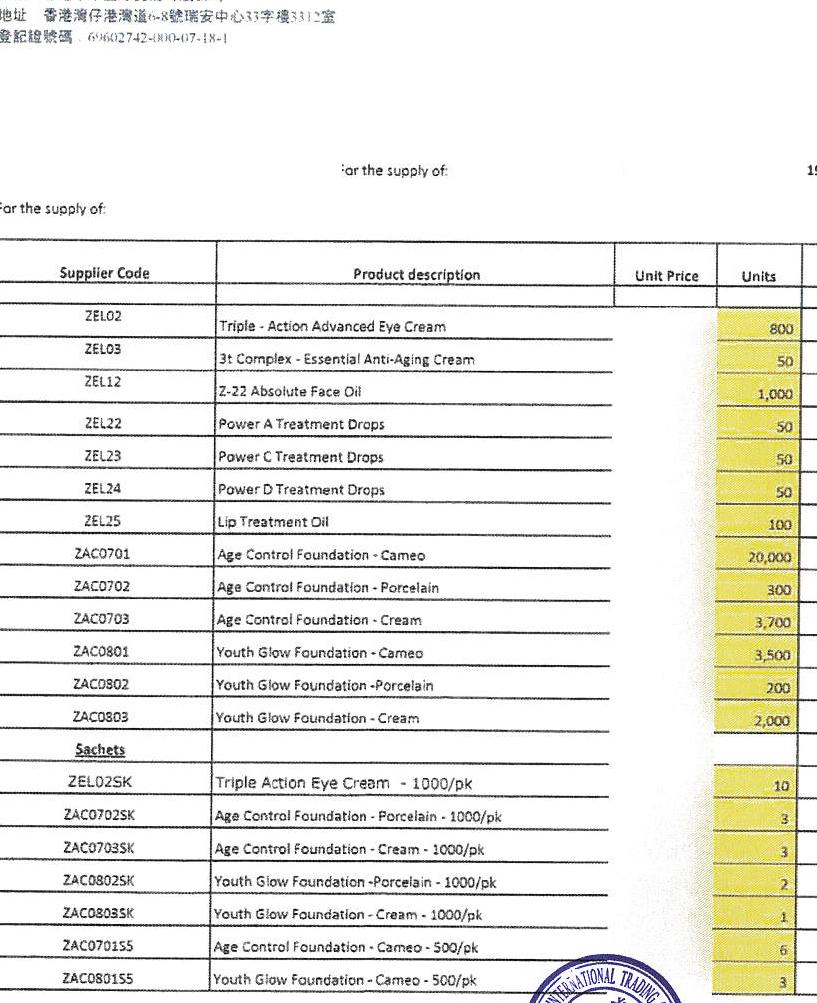 地址 香港灣仔港灣道6-8號瑞安中心33字樓3312室
登記證號碼 . 69602742-000-07-18-1
For the supply of: 19
For the supply of:
Supplier Code Product description Unit Price Units
ZEL02 Triple - Action Advanced Eye Cream 800
ZEL03 3t Complex - Essential Anti-Aging Cream 50
ZEL12 Z-22 Absolute Face Oil 1,000
ZEL22 Power A Treatment Drops 50
ZEL23 Power C Treatment Drops 50
ZEL24 Power D Treatment Drops 50
ZEL25 Lip Treatment Oil 100
ZAC0701 Age Control Foundation - Cameo 20,000
ZAC0702 Age Control Foundation - Porcelain 300
ZAC0703 Age Control Foundation - Cream 3,700
ZAC0801 Youth Glow Foundation - Cameo 3,500
ZAC0802 Youth Glow Foundation -Porcelain 200
ZAC0803 Youth Glow Foundation - Cream 2,000
Sachets
ZEL02SK Triple Action Eye Cream - 1000/pk 10
ZAC0702SK Age Control Foundation - Porcelain - 1000/pk 3
ZAC0703SK Age Control Foundation - Cream - 1000/pk 3
ZAC0802SK Youth Glow Foundation -Porcelain - 1000/pk 2
ZAC0803SK Youth Glow Foundation - Cream - 1000/pk 1
ZAC0701S5 Age Control Foundation - Cameo - 500/pk 6
ZAC0801S5 Youth Glow Foundation - Cameo - 500/pk 3
INTERNATIONAL TRADING